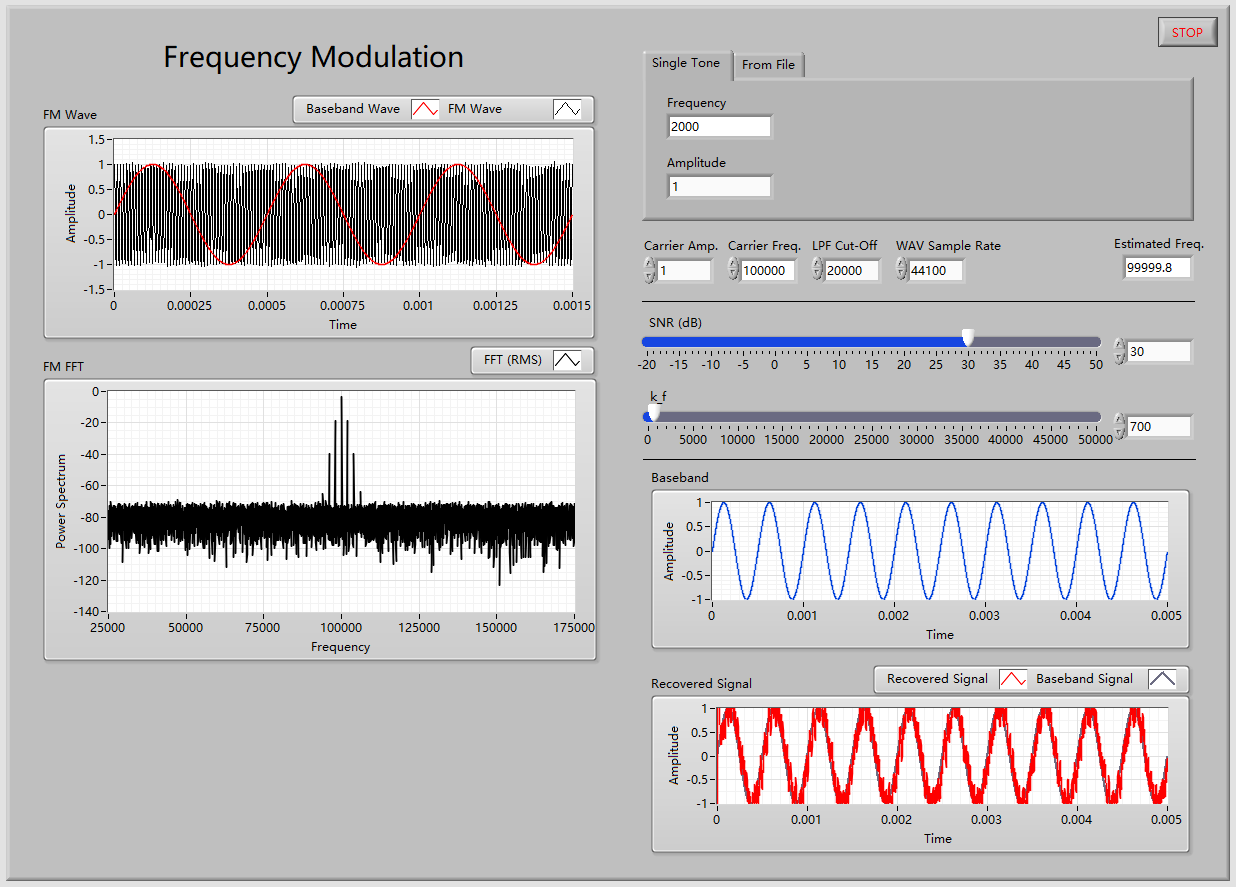 Frequency Modulation
STOP
FM Wave
Baseband Wave FM Wave
1.5
1
0.5
0
-0.5
-1
-1.5
Amplitude
0 0.00025 0.0005 0.00075 0.001 0.00125 0.0015
Time
FM FFT
FFT (RMS)
0
-20
-40
-60
-80
-100
-120
-140
Power Spectrum
25000 50000 75000 100000 125000 150000 175000
Frequency
Single Tone From File
Frequency
2000
Amplitude
1
Carrier Amp. Carrier Freq. LPF Cut-Off WAV Sample Rate Estimated Freq.
1 100000 20000 44100 99999.8
SNR (dB)
-20 -15 -10 -5 0 5 10 15 20 25 30 35 40 45 50
30
k_f
0 5000 10000 15000 20000 25000 30000 35000 40000 45000 50000
700
Baseband
1
0.5
0
-0.5
-1
Amplitude
0 0.001 0.002 0.003 0.004 0.005
Time
Recovered Signal
Recovered Signal Baseband Signal
1
0.5
0
-0.5
-1
Amplitude
0 0.001 0.002 0.003 0.004 0.005
Time